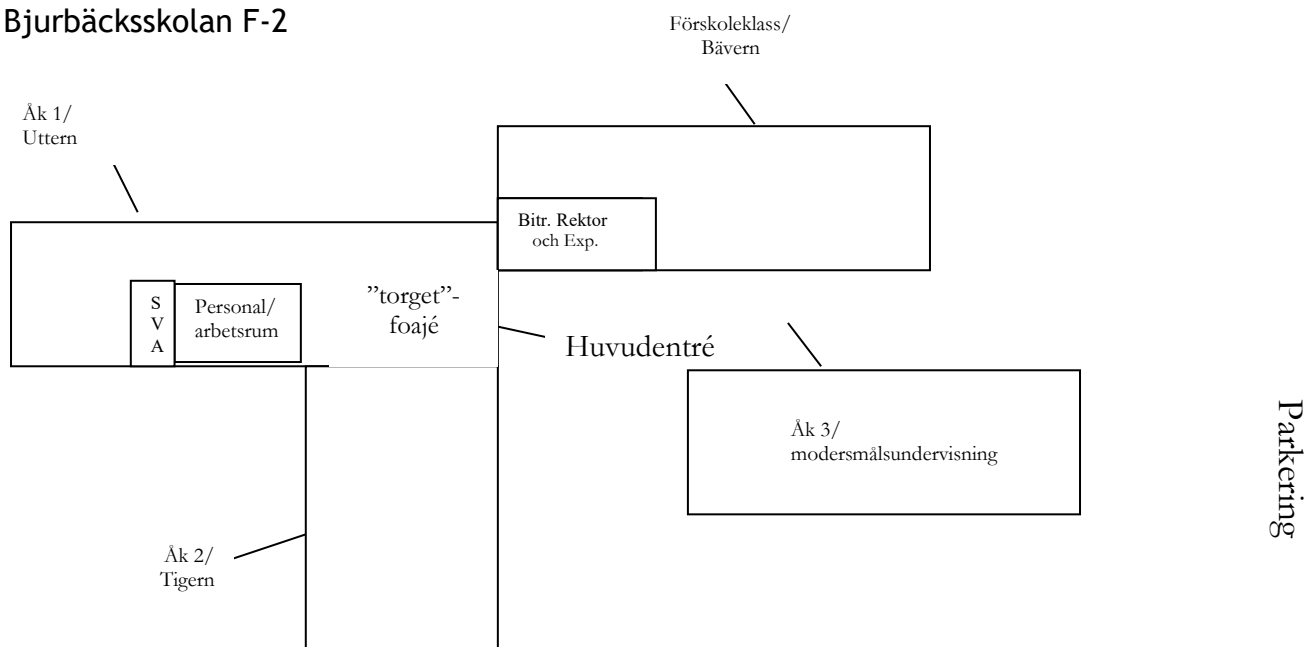 Bjurbäcksskolan F-2
Förskoleklass/
Bävern
Åk 1/
Uttern
Bitr. Rektor
och Exp.
S
V
A
Personal/
arbetsrum
”torget”-
foajé
Huvudentré
Åk 3/
modersmålsundervisning
Parkering
Åk 2/
Tigern